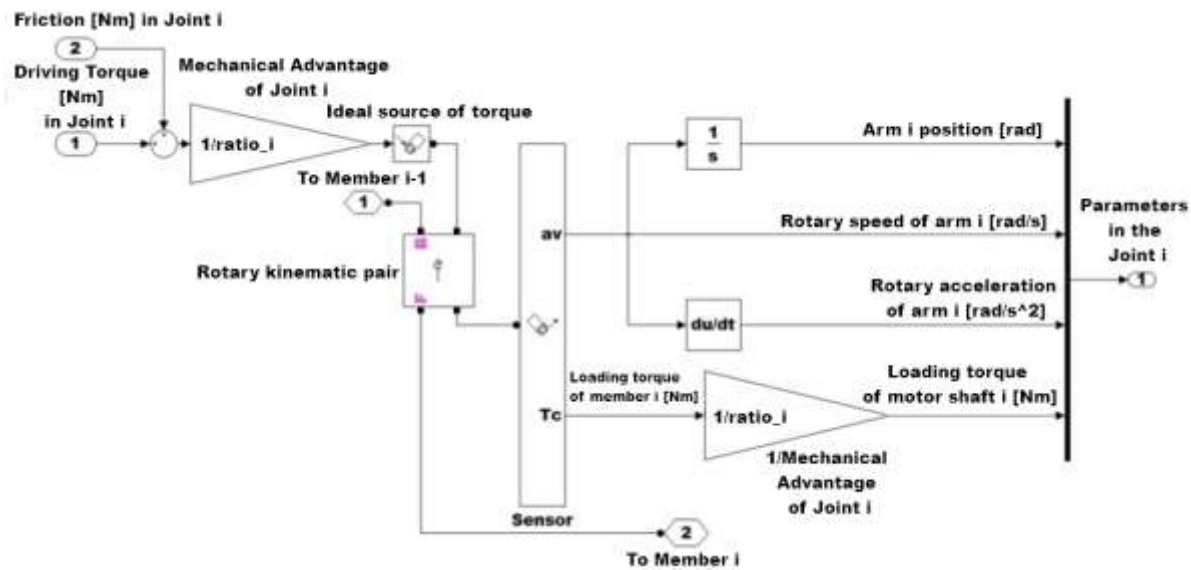 Friction [Nm] in Joint i
2
Driving Torque
[Nm]
in Joint i
1
Mechanical Advantage
of Joint i
1/ratio_i
Ideal source of torque
To Member i-1
1
Rotary kinematic pair
B
F
av
Tc
Sensor
1
s
Arm i position [rad]
Rotary speed of arm i [rad/s]
Rotary acceleration
of arm i [rad/s^2]
du/dt
Loading torque
of member i [Nm]
1/ratio_i
Loading torque
of motor shaft i [Nm]
1/Mechanical
Advantage
of Joint i
Parameters
in the
Joint i
1
2
To Member i